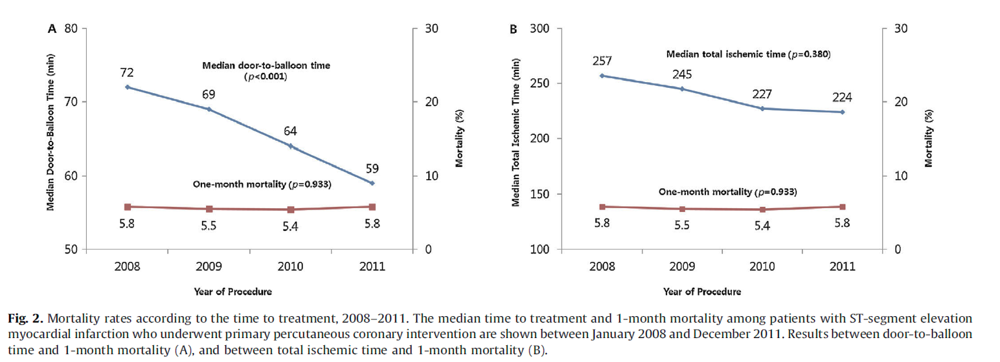 A
80
70
60
50
Median Door-to-Balloon Time (min)
30
20
10
0
Mortality (%)
Median door-to-balloon time
(p<0.001)
72
69
64
59
One-month mortality (p=0.933)
5.8
5.5
5.4
5.8
2008 2009 2010 2011
Year of Procedure
B
300
250
200
150
100
Median Total Ischemic Time (min)
30
20
10
0
Mortality (%)
Median total ischemic time (p=0.380)
257
245
227
224
One-month mortality (p=0.933)
5.8
5.5
5.4
5.8
2008 2009 2010 2011
Year of Procedure
Fig. 2. Mortality rates according to the time to treatment, 2008–2011. The median time to treatment and 1-month mortality among patients with ST-segment elevation
myocardial infarction who underwent primary percutaneous coronary intervention are shown between January 2008 and December 2011. Results between door-to-balloon
time and 1-month mortality (A), and between total ischemic time and 1-month mortality (B).